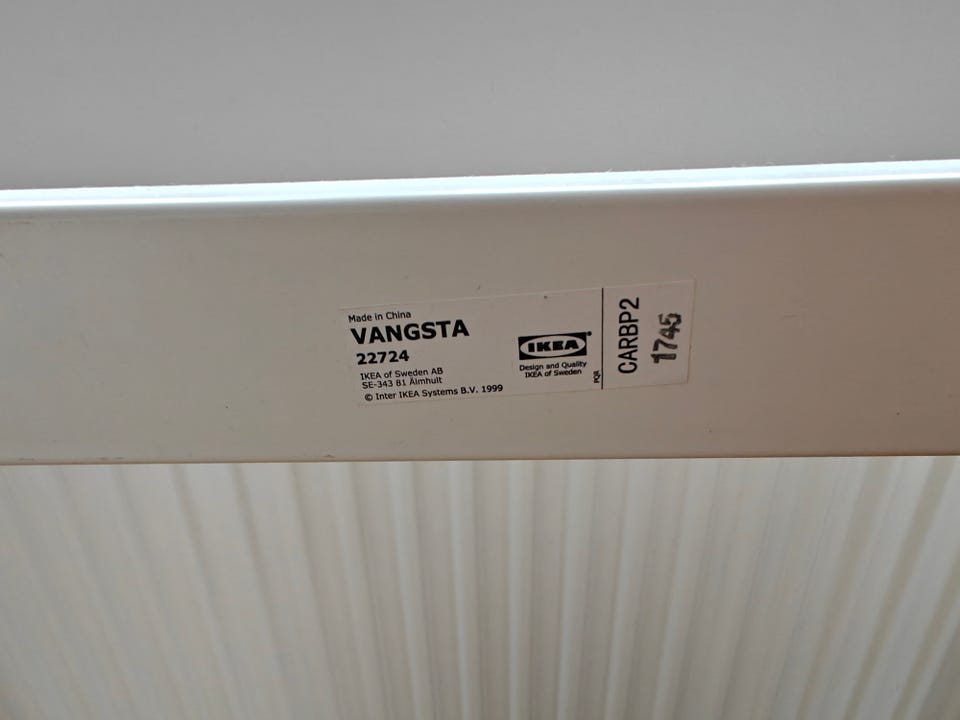 Made in China
VANGSTA
22724
IKEA of Sweden AB
SE-343 81 Älmhult
© Inter IKEA Systems B.V. 1999
IKEA®
Design and Quality
IKEA of Sweden
PQR
CARBP2
1745